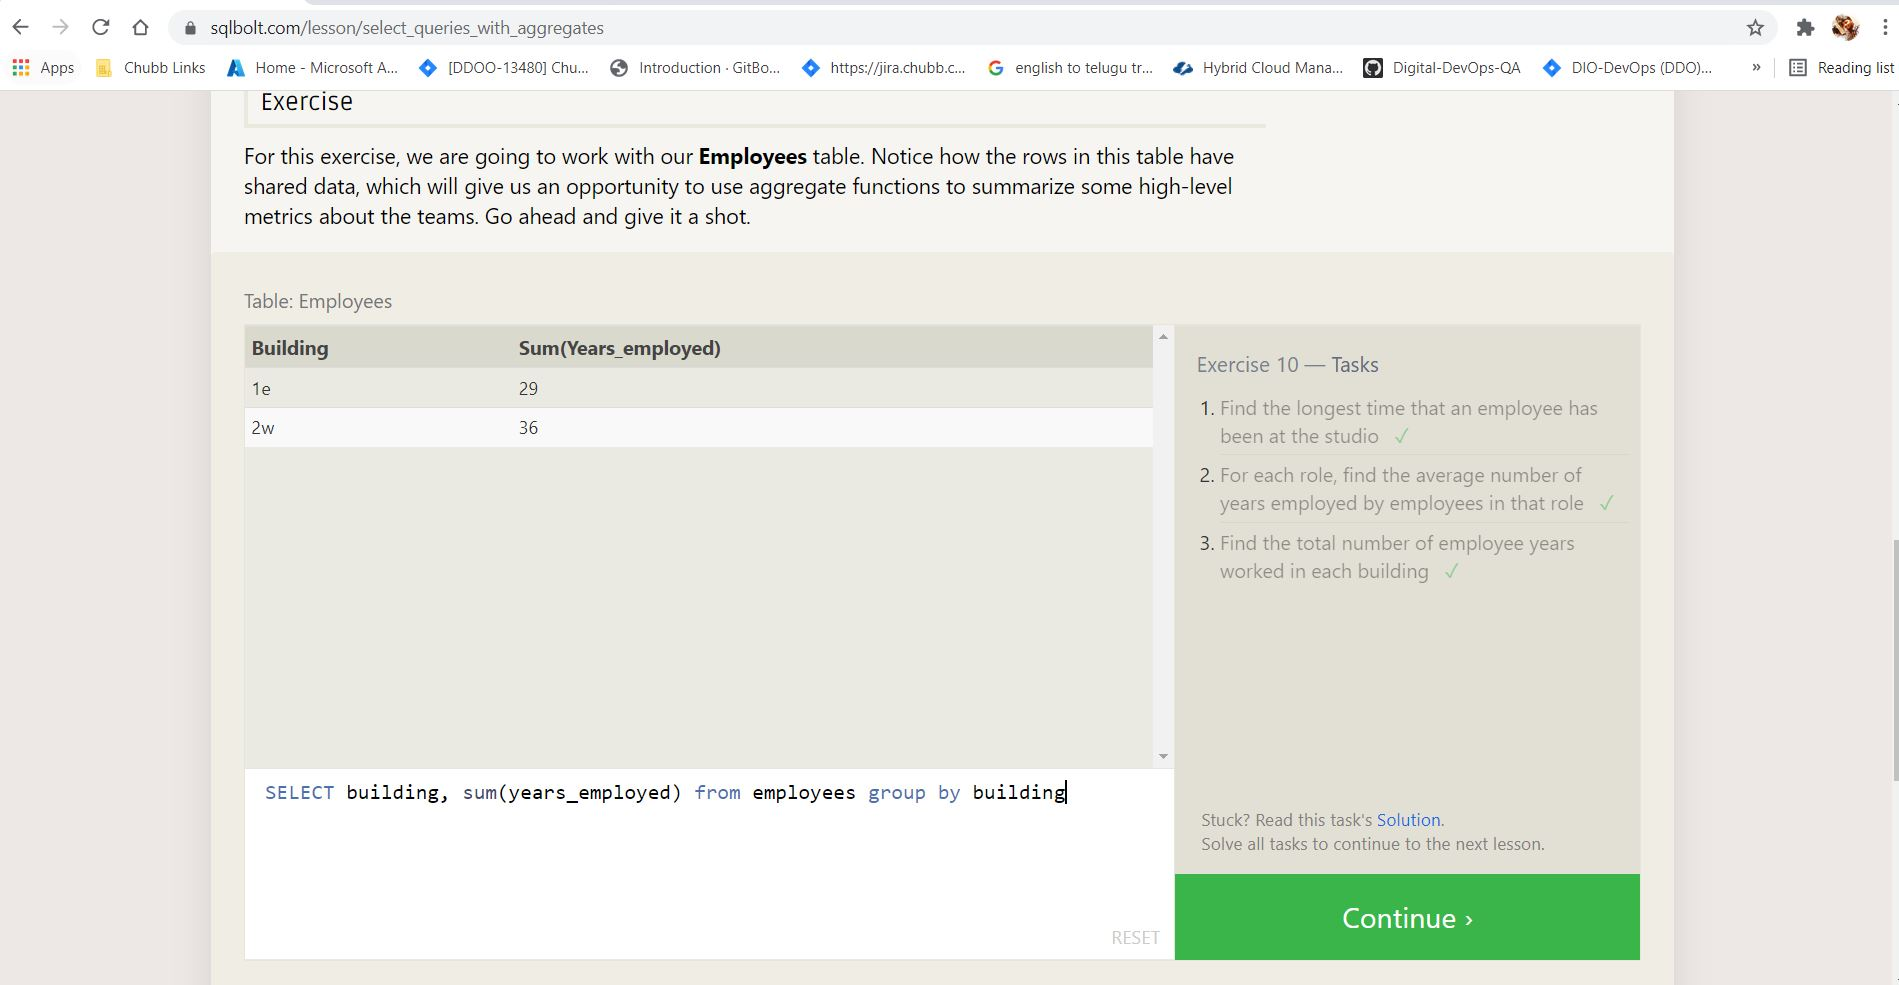 sqlbolt.com/lesson/select_queries_with_aggregates
Apps Chubb Links Home - Microsoft A... [DDOO-13480] Chu... Introduction · GitBo... https://jira.chubb.c... english to telugu tr... Hybrid Cloud Mana... Digital-DevOps-QA DIO-DevOps (DDO)... » Reading list
Exercise
For this exercise, we are going to work with our Employees table. Notice how the rows in this table have
shared data, which will give us an opportunity to use aggregate functions to summarize some high-level
metrics about the teams. Go ahead and give it a shot.
Table: Employees
Building Sum(Years_employed)
1e 29
2w 36
SELECT building, sum(years_employed) from employees group by building
RESET
Exercise 10 — Tasks
1. Find the longest time that an employee has
been at the studio ✓
2. For each role, find the average number of
years employed by employees in that role ✓
3. Find the total number of employee years
worked in each building ✓
Stuck? Read this task's Solution.
Solve all tasks to continue to the next lesson.
Continue ›